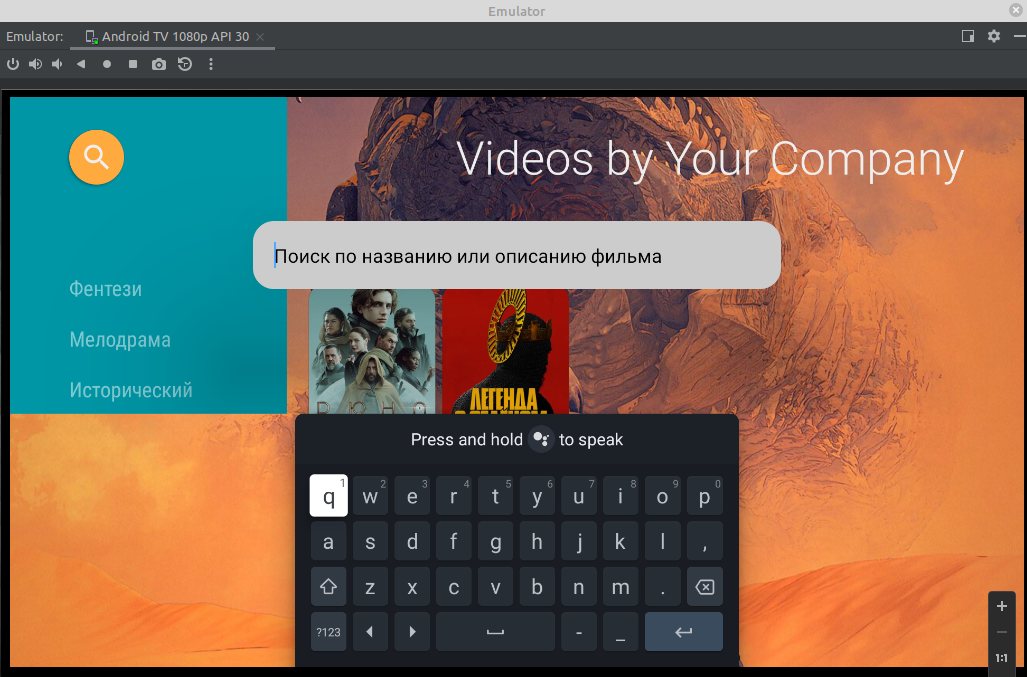 Emulator
Emulator:
Android TV 1080p API 30
Videos by Your Company
Поиск по названию или описанию фильма
Фентези
Мелодрама
Исторический
ЛЕГЕНДА
Press and hold to speak
q 1 w 2 e 3 r 4 t 5 y 6 u 7 i 8 o 9 p 0
a s d f g h j k l ,
z x c v b n m .
?123 - _
+
−
1:1